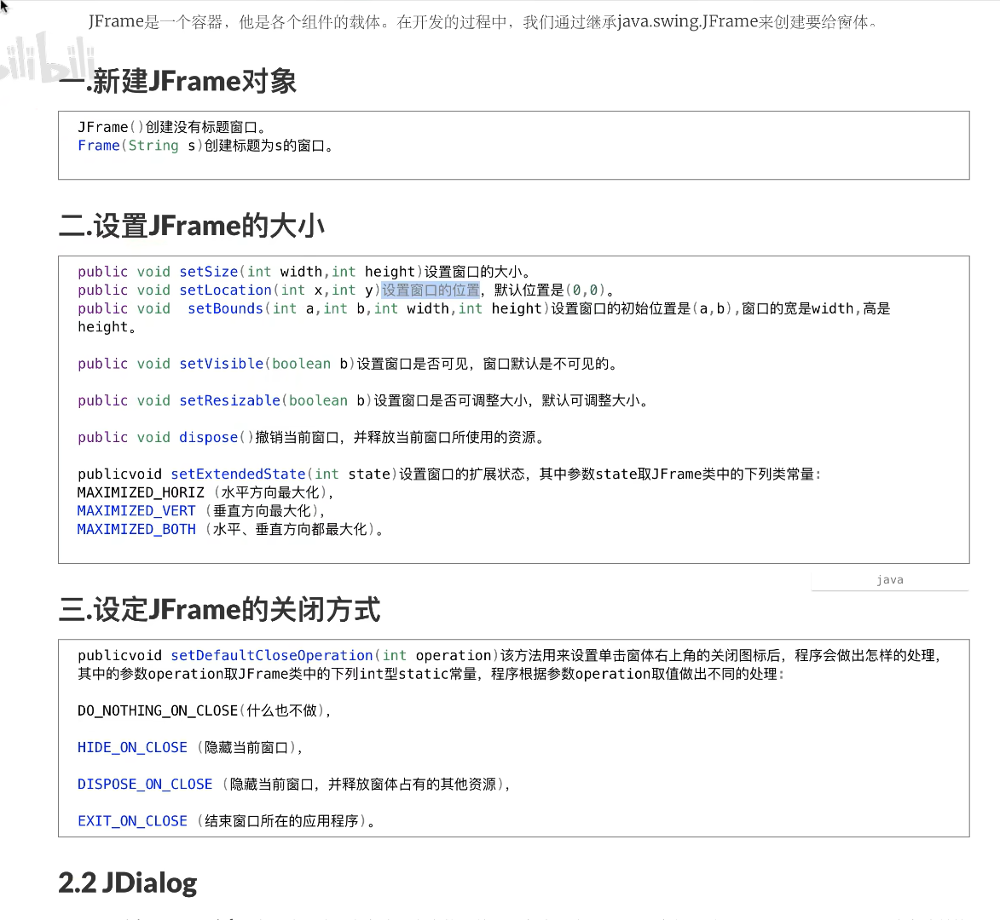 JFrame是一个容器，他是各个组件的载体。在开发的过程中，我们通过继承java.swing.JFrame来创建要给窗体。
bilibili
一.新建JFrame对象
JFrame()创建没有标题窗口。
Frame(String s)创建标题为s的窗口。
二.设置JFrame的大小
public void setSize(int width,int height)设置窗口的大小。
public void setLocation(int x,int y)设置窗口的位置，默认位置是(0,0)。
public void  setBounds(int a,int b,int width,int height)设置窗口的初始位置是(a,b),窗口的宽是width,高是
height。
public void setVisible(boolean b)设置窗口是否可见，窗口默认是不可见的。
public void setResizable(boolean b)设置窗口是否可调整大小，默认可调整大小。
public void dispose()撤销当前窗口，并释放当前窗口所使用的资源。
publicvoid setExtendedState(int state)设置窗口的扩展状态，其中参数state取JFrame类中的下列类常量:
MAXIMIZED_HORIZ （水平方向最大化），
MAXIMIZED_VERT （垂直方向最大化），
MAXIMIZED_BOTH （水平、垂直方向都最大化）。
java
三.设定JFrame的关闭方式
publicvoid setDefaultCloseOperation(int operation)该方法用来设置单击窗体右上角的关闭图标后，程序会做出怎样的处理，
其中的参数operation取JFrame类中的下列int型static常量，程序根据参数operation取值做出不同的处理:
DO_NOTHING_ON_CLOSE(什么也不做)，
HIDE_ON_CLOSE （隐藏当前窗口），
DISPOSE_ON_CLOSE （隐藏当前窗口，并释放窗体占有的其他资源），
EXIT_ON_CLOSE （结束窗口所在的应用程序）。
2.2 JDialog